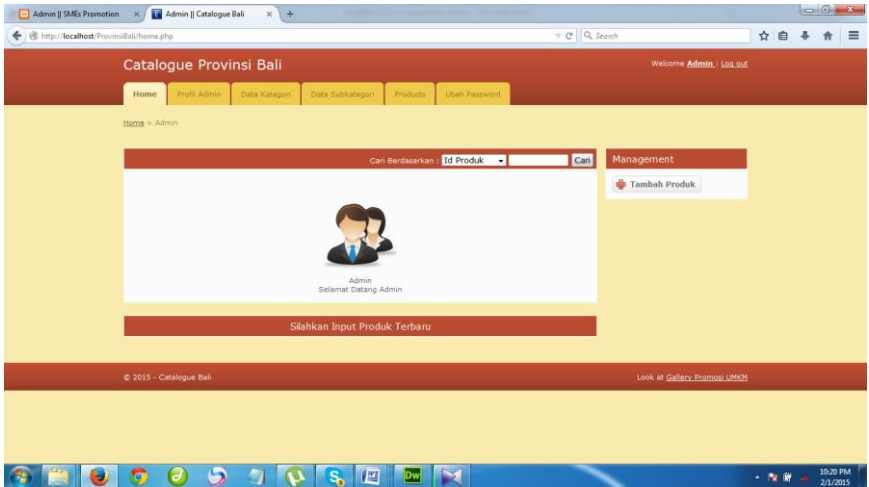 Admin || SMEs Promotion
Admin || Catalogue Bali
http://localhost/ProvinsiBali/home.php
Search
Catalogue Provinsi Bali
Welcome Admin | Log out
Home Profil Admin Data Kategori Data Subkategori Products Ubah Password
Home > Admin
Cari Berdasarkan : Id Produk Cari
Management
Tambah Produk
Admin
Selamat Datang Admin
Silahkan Input Produk Terbaru
© 2015 - Catalogue Bali
Look at Gallery Promosi UMKM
Dw
10:20 PM
2/1/2015